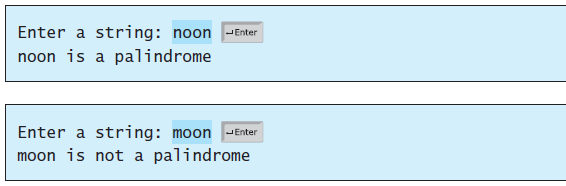 Enter a string: noon ↵Enter
noon is a palindrome
Enter a string: moon ↵Enter
moon is not a palindrome